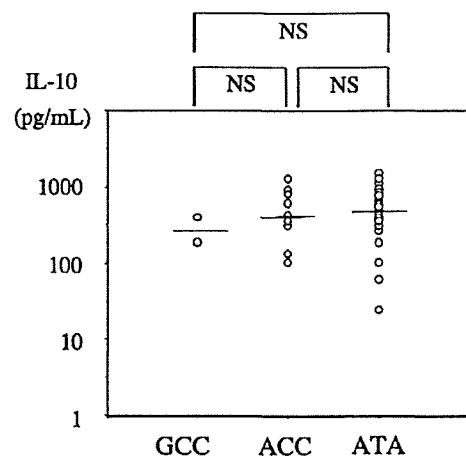 NS
IL-10
NS NS
(pg/mL)
1000
100
10
1
GCC ACC ATA